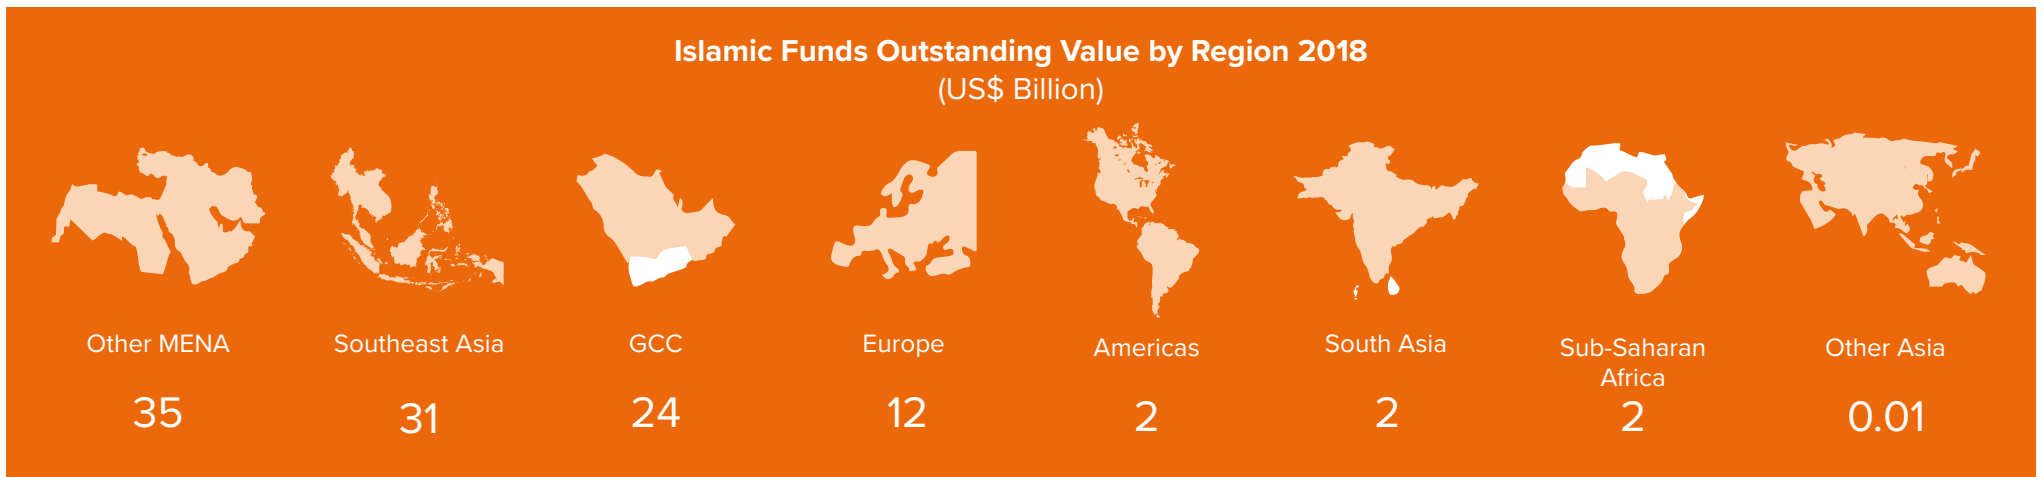 Islamic Funds Outstanding Value by Region 2018
(US$ Billion)
Other MENA
35
Southeast Asia
31
GCC
24
Europe
12
Americas
2
South Asia
2
Sub-Saharan
Africa
2
Other Asia
0.01